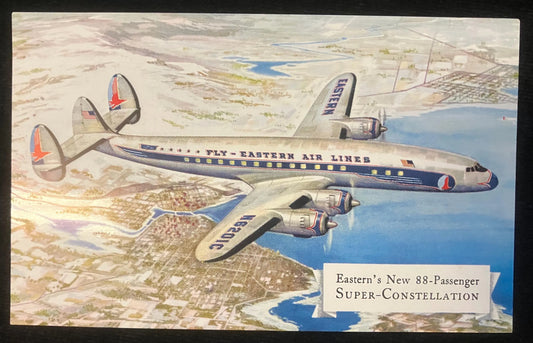 EASTERN
FLY-EASTERN AIR LINES
N6201C
Eastern's New 88-Passenger
SUPER-CONSTELLATION